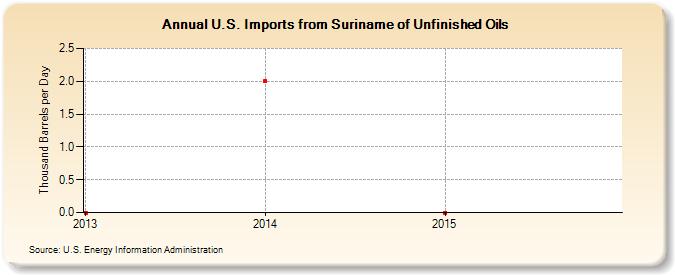 Annual U.S. Imports from Suriname of Unfinished Oils
Thousand Barrels per Day
2.5
2.0
1.5
1.0
0.5
0.0
2013 2014 2015
Source: U.S. Energy Information Administration